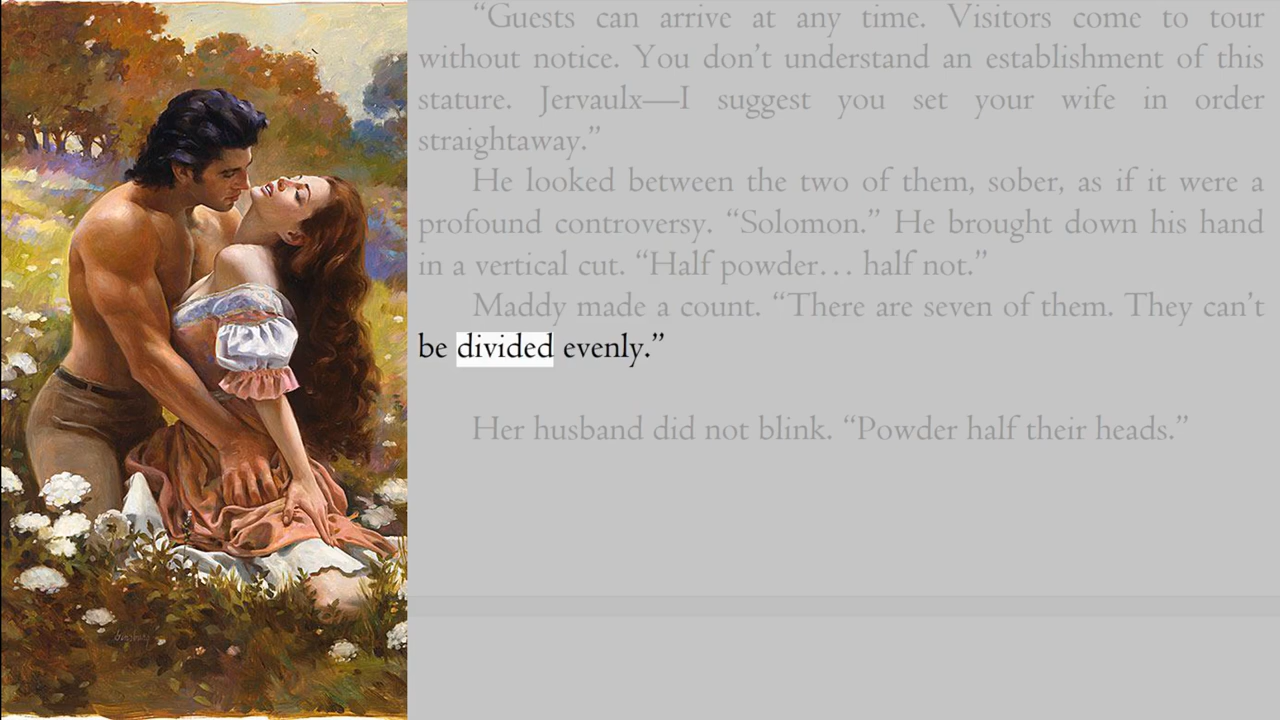 “Guests can arrive at any time. Visitors come to tour
without notice. You don’t understand an establishment of this
stature. Jervaulx—I suggest you set your wife in order
straightaway.”
He looked between the two of them, sober, as if it were a
profound controversy. “Solomon.” He brought down his hand
in a vertical cut. “Half powder… half not.”
Maddy made a count. “There are seven of them. They can’t
be divided evenly.”
Her husband did not blink. “Powder half their heads.”